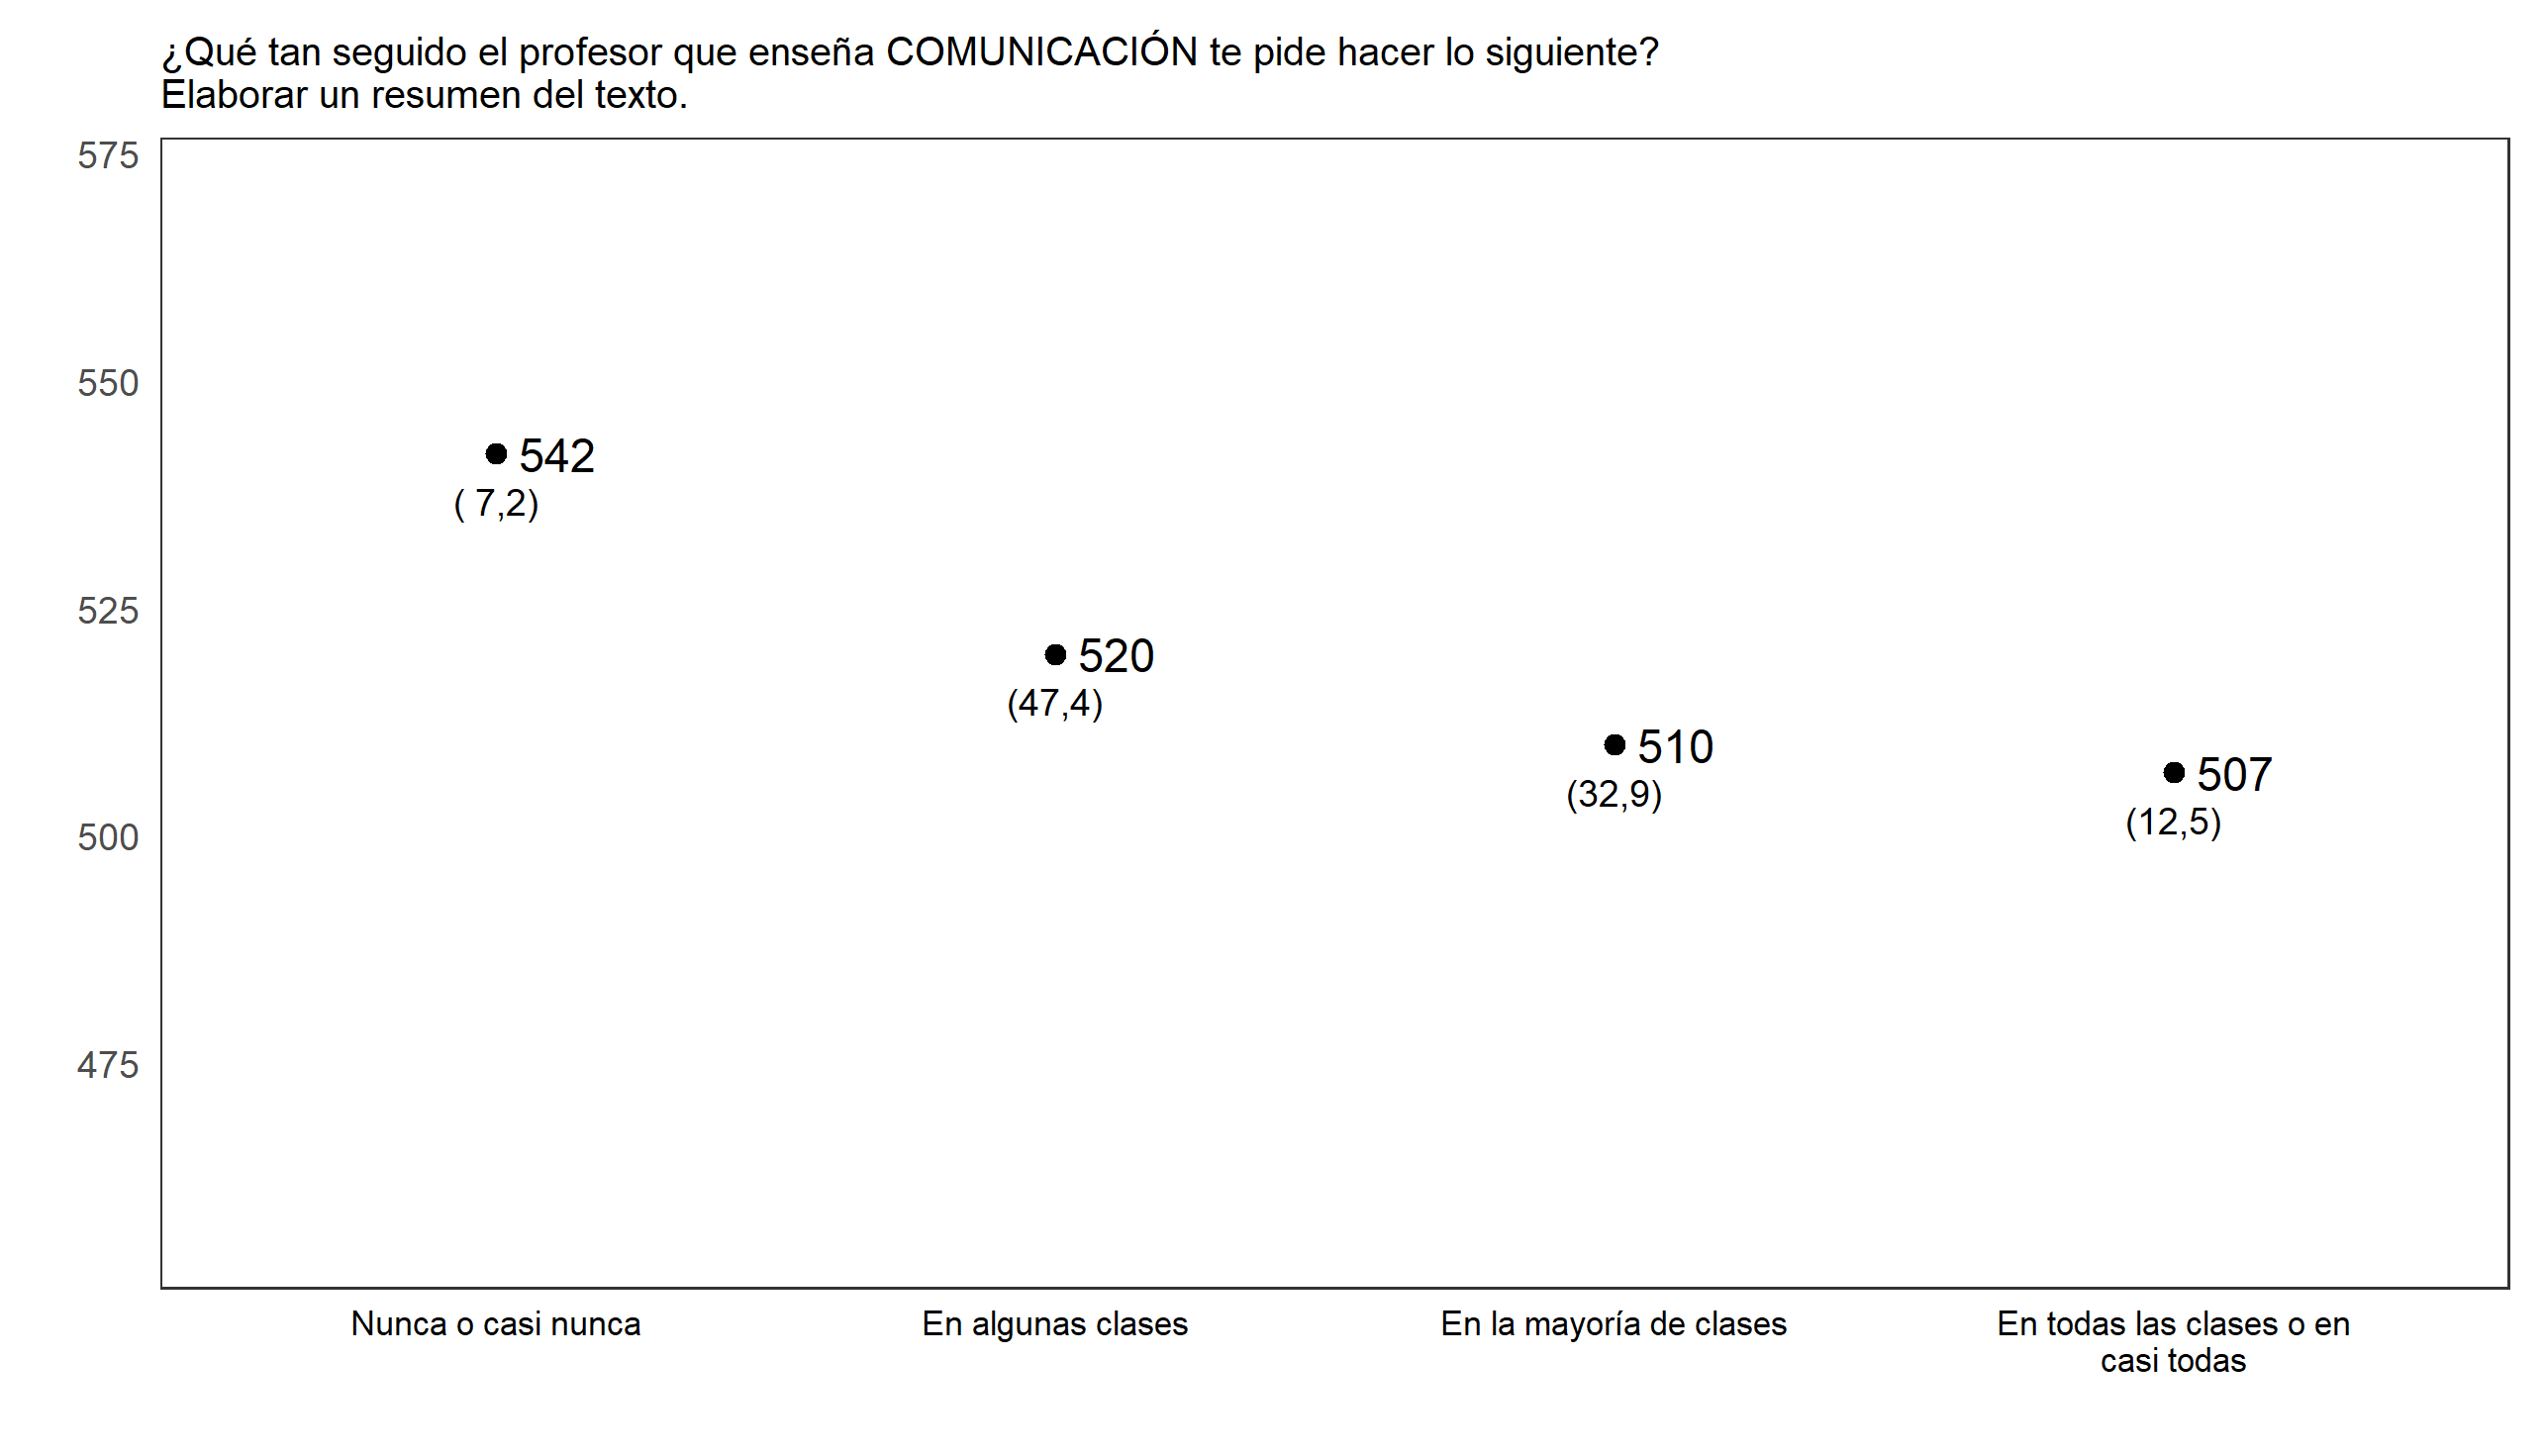 ¿Qué tan seguido el profesor que enseña COMUNICACIÓN te pide hacer lo siguiente?
Elaborar un resumen del texto.
575
550
542
( 7,2)
525
520
(47,4)
510
(32,9)
507
(12,5)
500
475
Nunca o casi nunca
En algunas clases
En la mayoría de clases
En todas las clases o en
casi todas